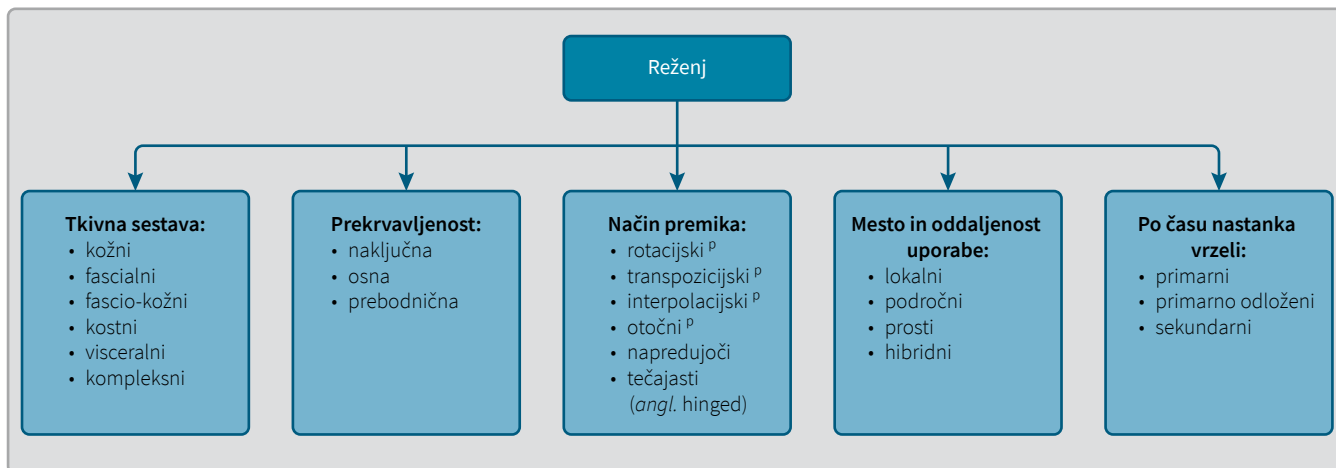 Reženj
Tkivna sestava:
• kožni
• fascialni
• fascio-kožni
• kostni
• visceralni
• kompleksni
Prekrvavljenost:
• naključna
• osna
• prebodnična
Način premika:
• rotacijski p
• transpozicijski p
• interpolacijski p
• otočni p
• napredujoči
• tečajasti
(angl. hinged)
Mesto in oddaljenost
uporabe:
• lokalni
• področni
• prosti
• hibridni
Po času nastanka
vrzeli:
• primarni
• primarno odloženi
• sekundarni